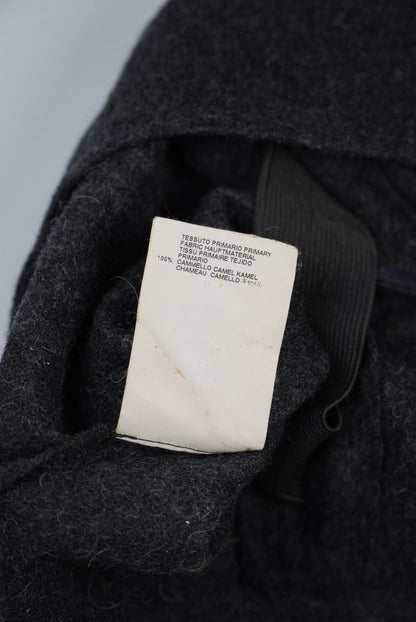 TESSUTO PRIMARIO PRIMARY
FABRIC HAUPTMATERIAL
TISSU PRIMAIRE TEJIDO
PRIMARIO
100% CAMMELLO CAMEL KAMEL
CHAMEAU CAMELLO